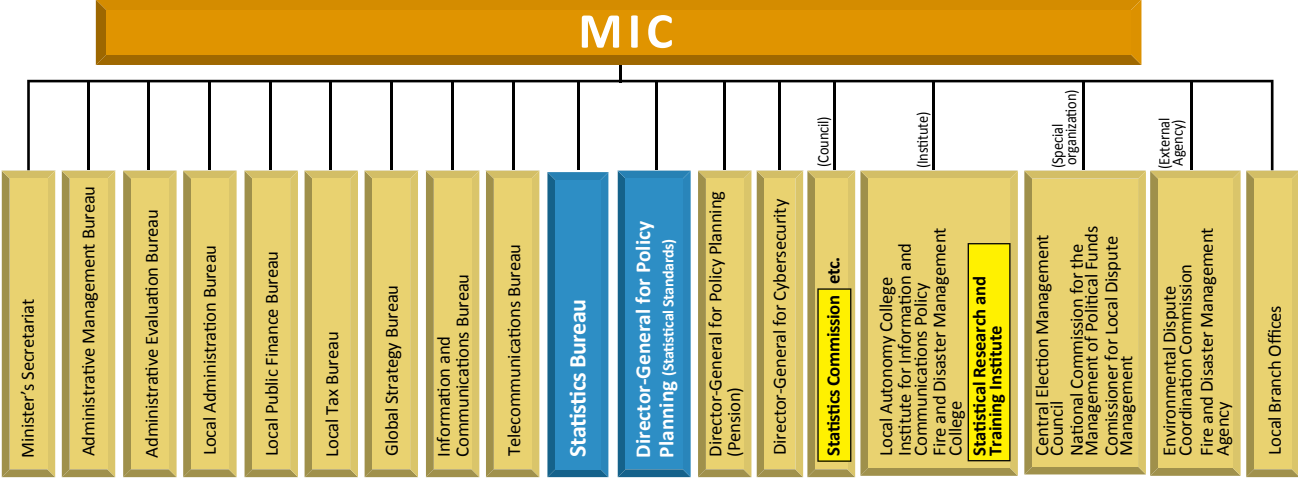 MIC
Minister's Secretariat
Administrative Management Bureau
Administrative Evaluation Bureau
Local Administration Bureau
Local Public Finance Bureau
Local Tax Bureau
Global Strategy Bureau
Information and
Communications Bureau
Telecommunications Bureau
Statistics Bureau
Director-General for Policy
Planning (Statistical Standards)
Director-General for Policy Planning
(Pension)
Director-General for Cybersecurity
(Council)
Statistics Commission etc.
(Institute)
Local Autonomy College
Institute for Information and
Communications Policy
Fire and Disaster Management
College
Statistical Research and
Training Institute
(Special
organization)
Central Election Management
Council
National Commission for the
Management of Political Funds
Comissioner for Local Dispute
Management
(External
Agency)
Environmental Dispute
Coordination Commission
Fire and Disaster Management
Agency
Local Branch Offices